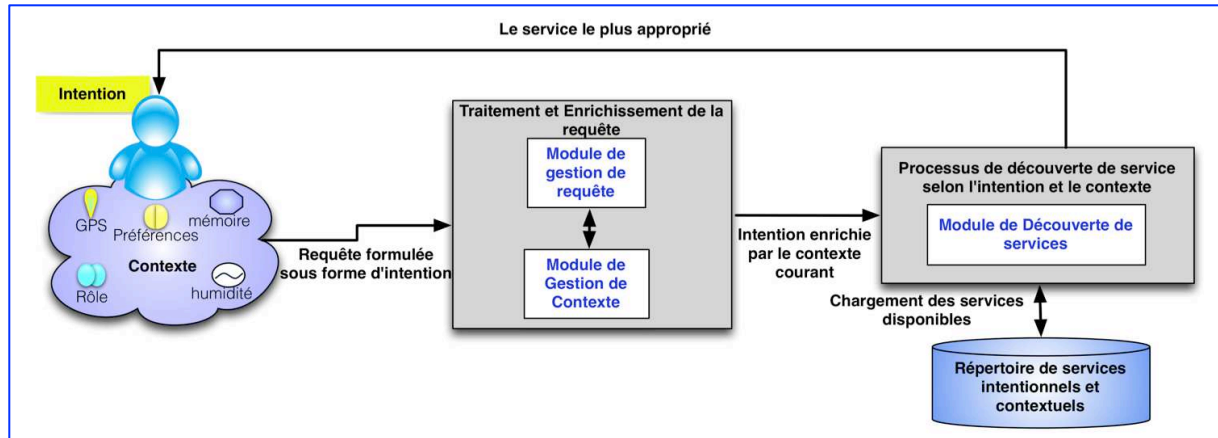 Le service le plus approprié
Intention
GPS
Préférences
mémoire
Contexte
Rôle
humidité
Requête formulée
sous forme d'intention
Traitement et Enrichissement de la
requête
Module de
gestion de
requête
Module de
Gestion de
Contexte
Intention enrichie
par le contexte
courant
Processus de découverte de service
selon l'intention et le contexte
Module de Découverte de
services
Chargement des services
disponibles
Répertoire de services
intentionnels et
contextuels